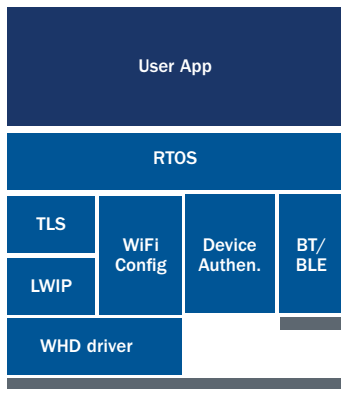 User App
RTOS
TLS
LWIP
WiFi
Config
Device
Authen.
BT/
BLE
WHD driver